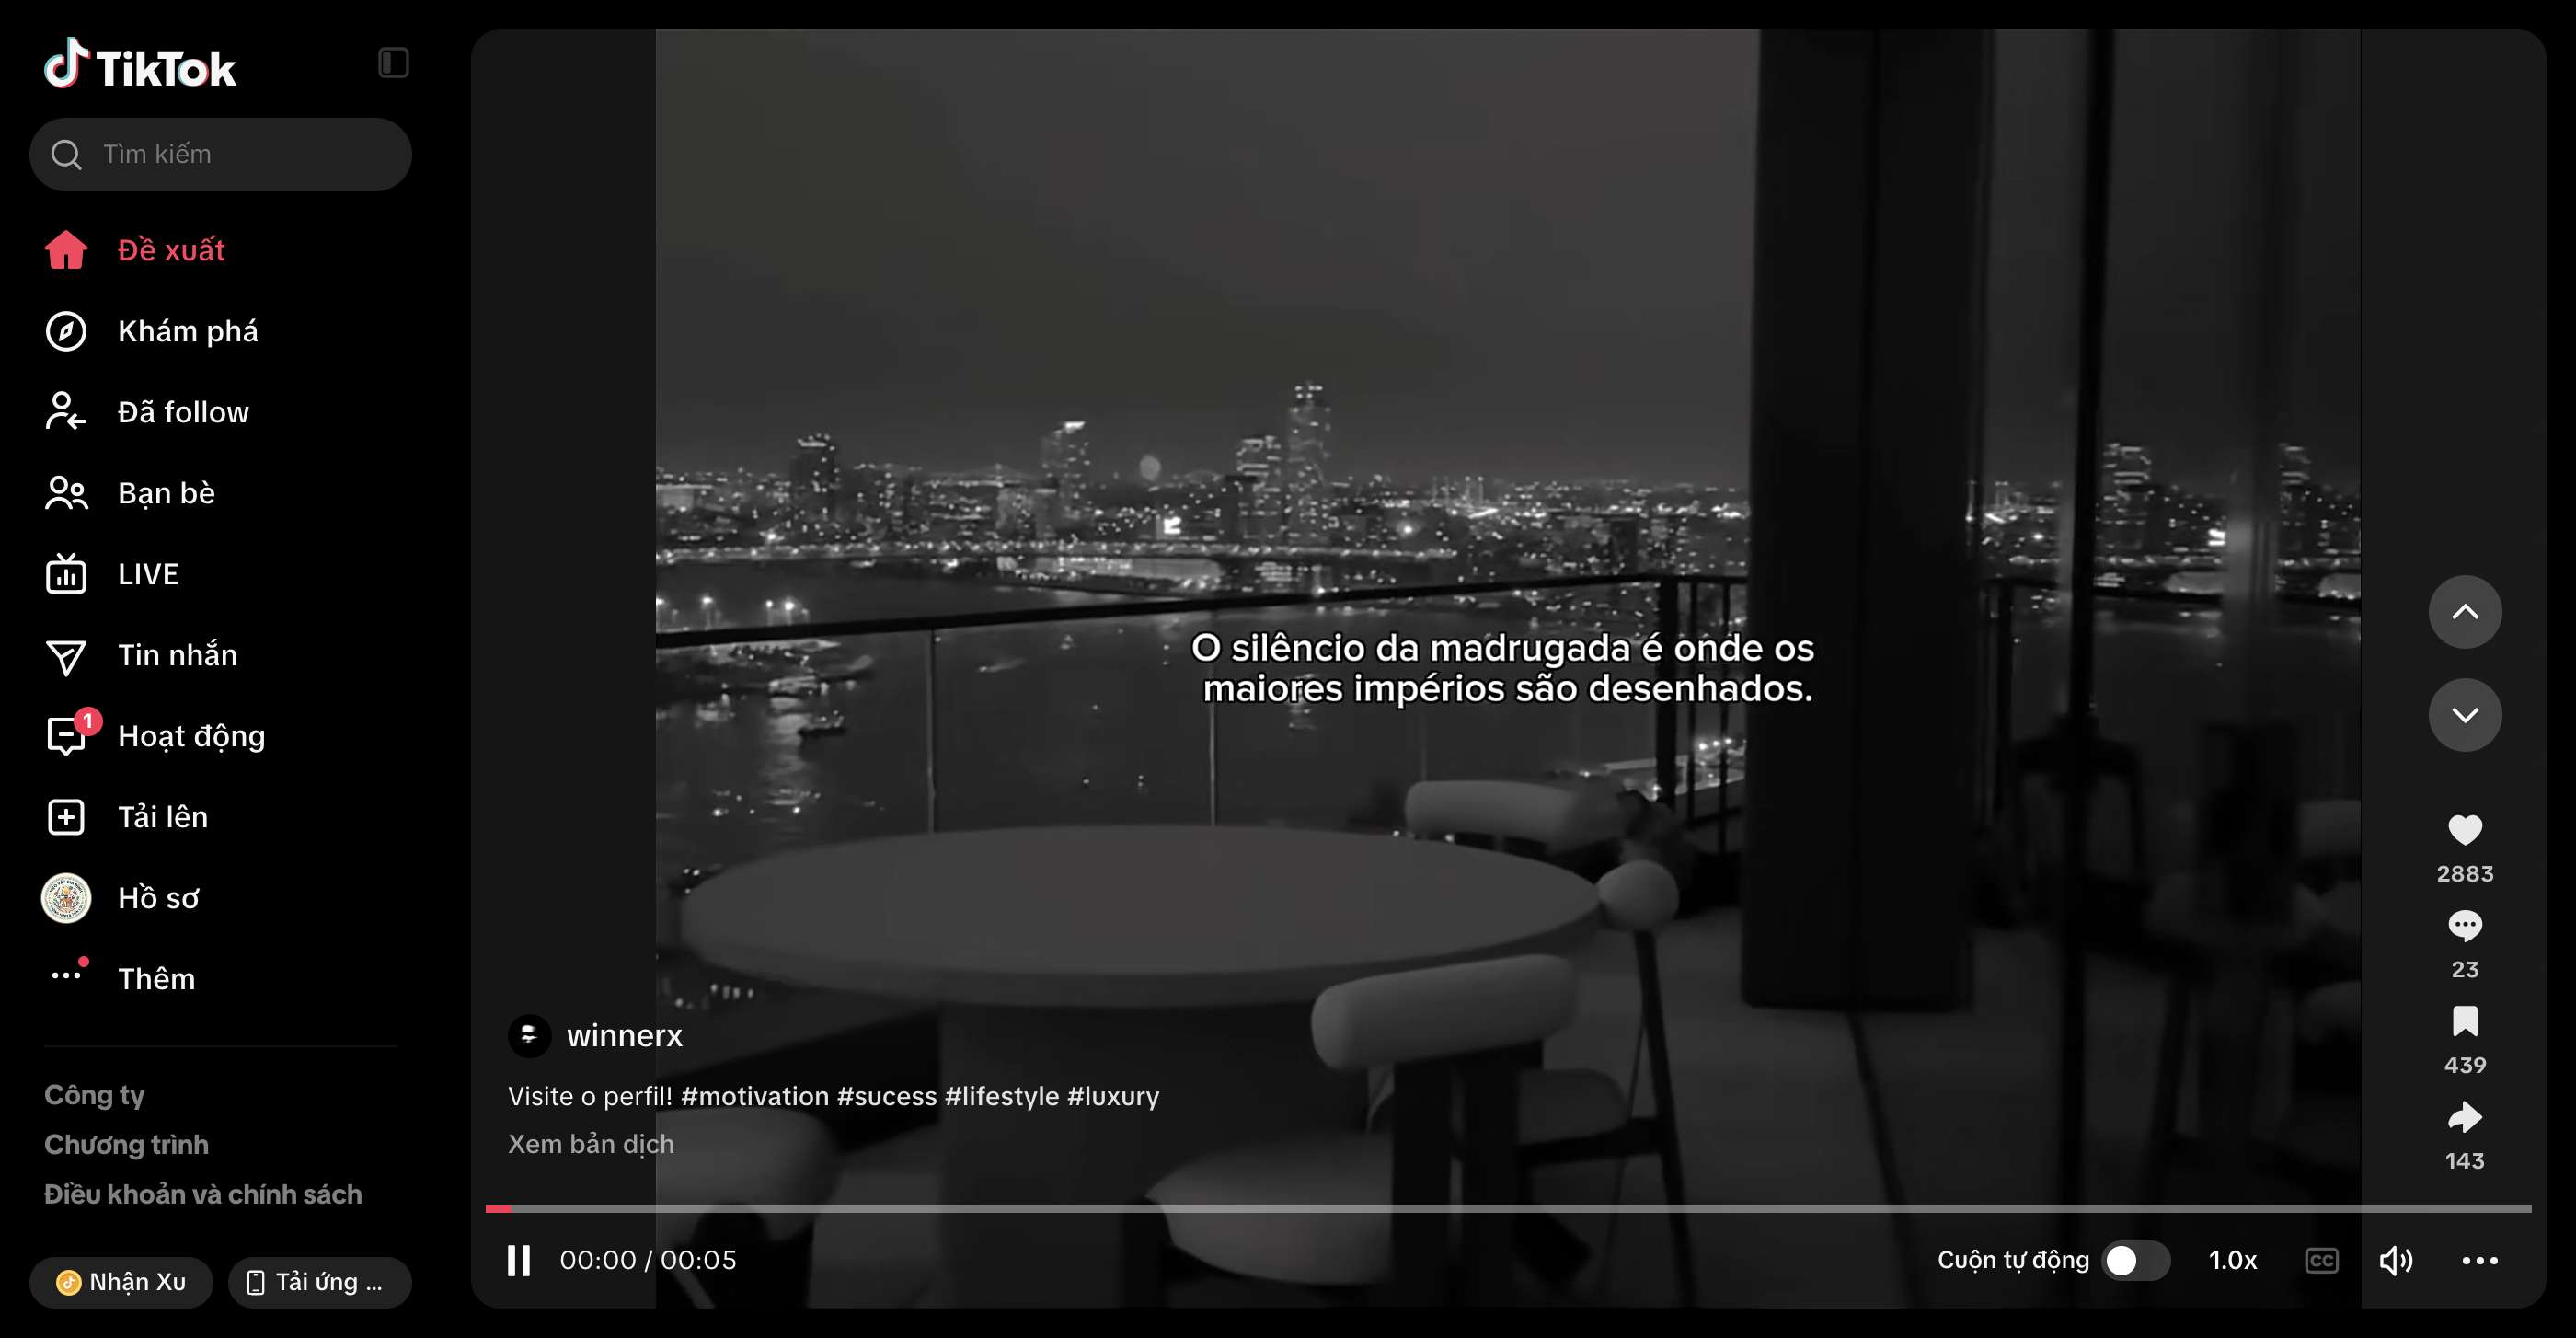 TikTok
Tìm kiếm
Đề xuất
Khám phá
Đã follow
Bạn bè
LIVE
Tin nhắn
1
Hoạt động
Tải lên
Hồ sơ
Thêm
Công ty
Chương trình
Điều khoản và chính sách
Nhận Xu
Tải ứng ...
O silêncio da madrugada é onde os
maiores impérios são desenhados.
winnerx
Visite o perfil! #motivation #sucess #lifestyle #luxury
Xem bản dịch
2883
23
439
143
00:00 / 00:05
Cuộn tự động
1.0x
CC